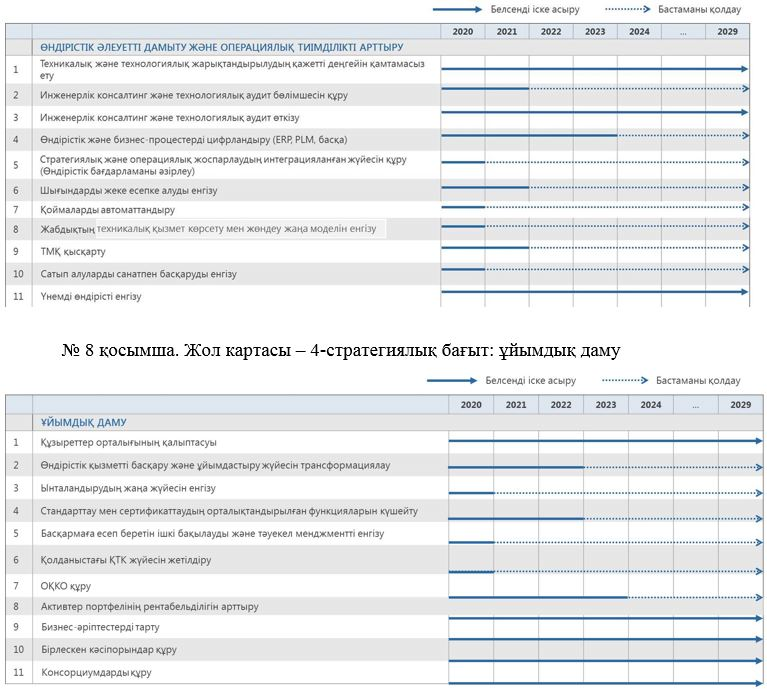 Белсенді іске асыру Бастаманы қолдау
2020 2021 2022 2023 2024 ... 2029
ӨНДІРІСТІК ӘЛЕУЕТТІ ДАМЫТУ ЖӘНЕ ОПЕРАЦИЯЛЫҚ ТИІМДІЛІКТІ АРТТЫРУ
1 Техникалық және технологиялық жарықтандырылудың қажетті деңгейін қамтамасыз
ету
2 Инженерлік консалтинг және технологиялық аудит бөлімшесін құру
3 Инженерлік консалтинг және технологиялық аудит өткізу
4 Өндірістік және бизнес-процестерді цифрландыру (ERP, PLM, басқа)
5 Стратегиялық және операциялық жоспарлаудың интеграцияланған жүйесін құру
(Өндірістік бағдарламаны әзірлеу)
6 Шығындарды жеке есепке алуды енгізу
7 Қоймаларды автоматтандыру
8 Жабдықтың техникалық қызмет көрсету мен жөндеу жаңа моделін енгізу
9 ТМҚ қысқарту
10 Сатып алуларды санатпен басқаруды енгізу
11 Үнемді өндірісті енгізу
№ 8 қосымша. Жол картасы – 4-стратегиялық бағыт: ұйымдық даму
Белсенді іске асыру Бастаманы қолдау
2020 2021 2022 2023 2024 ... 2029
ҰЙЫМДЫҚ ДАМУ
1 Құзыреттер орталығының қалыптасуы
2 Өндірістік қызметті басқару және ұйымдастыру жүйесін трансформациялау
3 Ынталандырудың жаңа жүйесін енгізу
4 Стандарттау мен сертификаттаудың орталықтандырылған функцияларын күшейту
5 Басқармаға есеп беретін ішкі бақылауды және тәуекел менджментті енгізу
6 Қолданыстағы ҚТК жүйесін жетілдіру
7 ОҚКО құру
8 Активтер портфелінің рентабельділігін арттыру
9 Бизнес-әріптестерді тарту
10 Бірлескен кәсіпорындар құру
11 Консорциумдарды құру